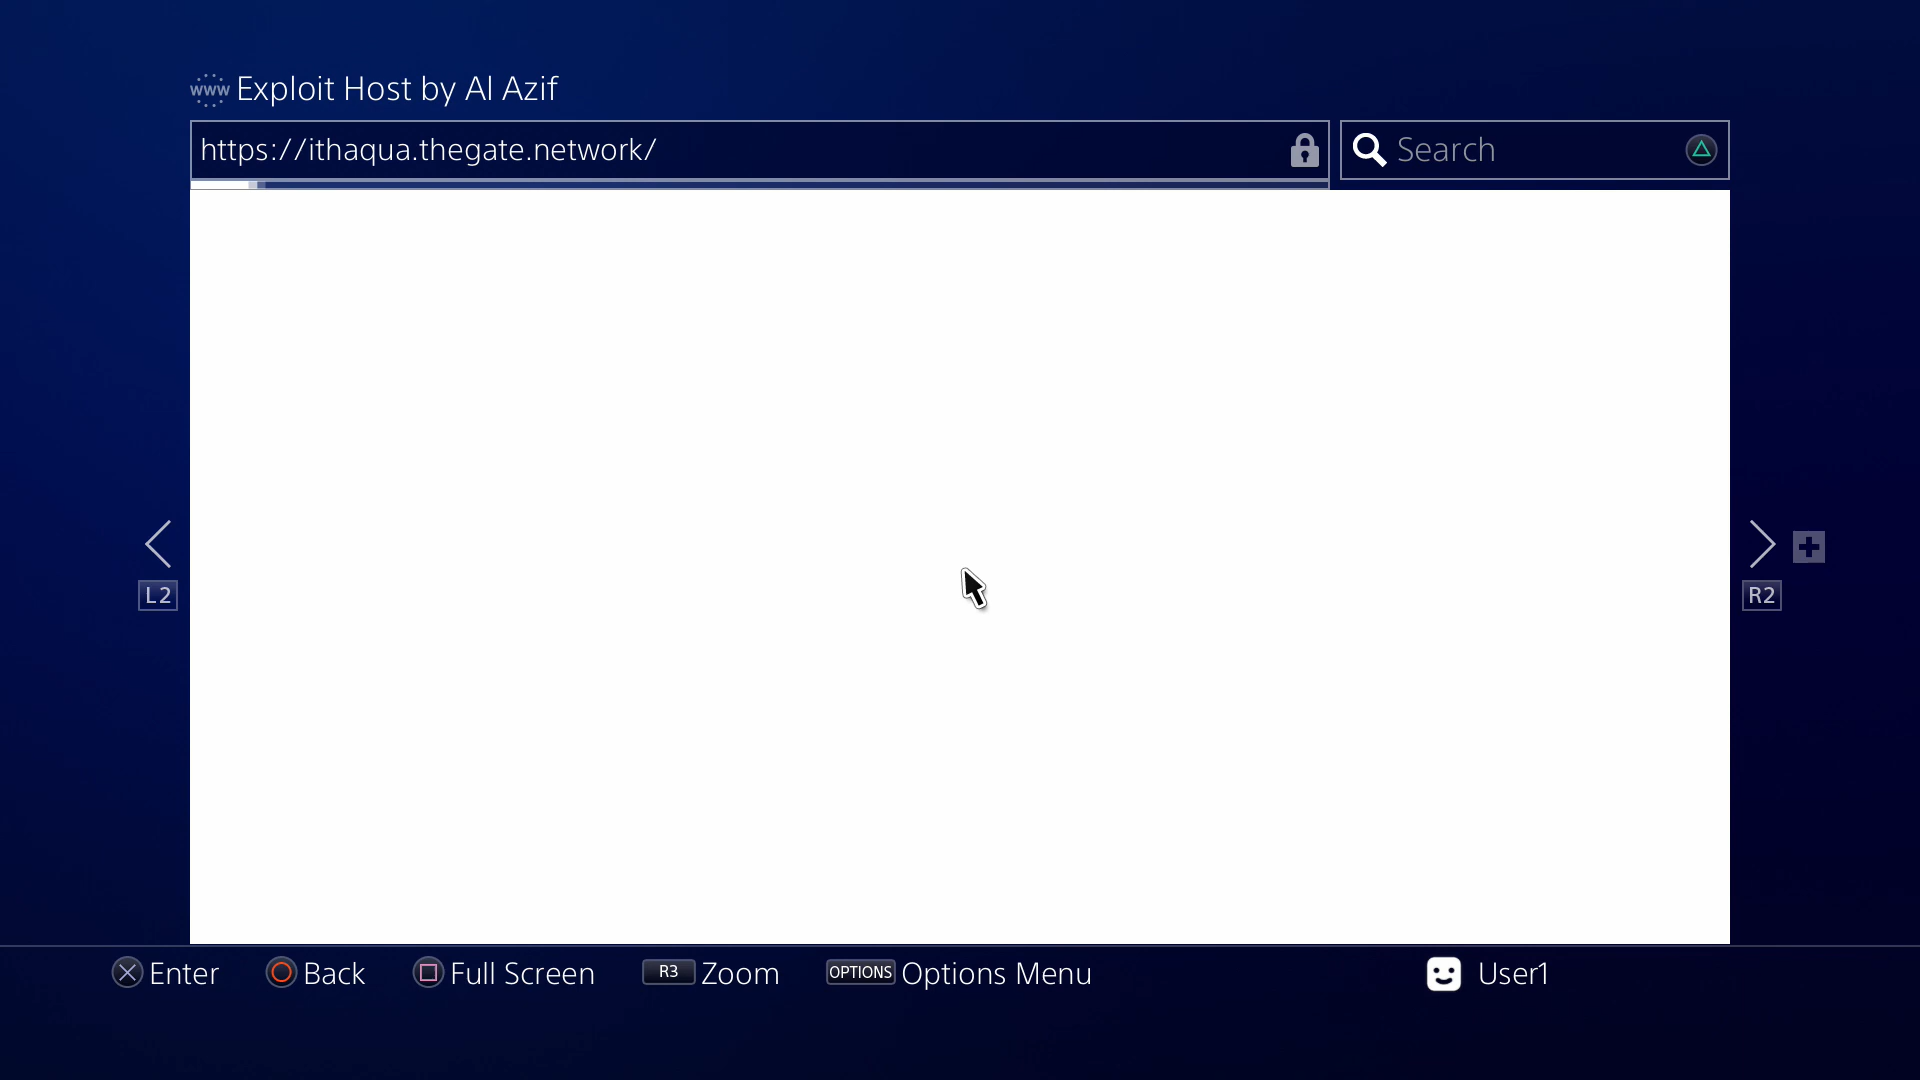 www Exploit Host by Al Azif
https://ithaqua.thegate.network/
Search
L2
R2
Enter Back Full Screen R3 Zoom OPTIONS Options Menu User1